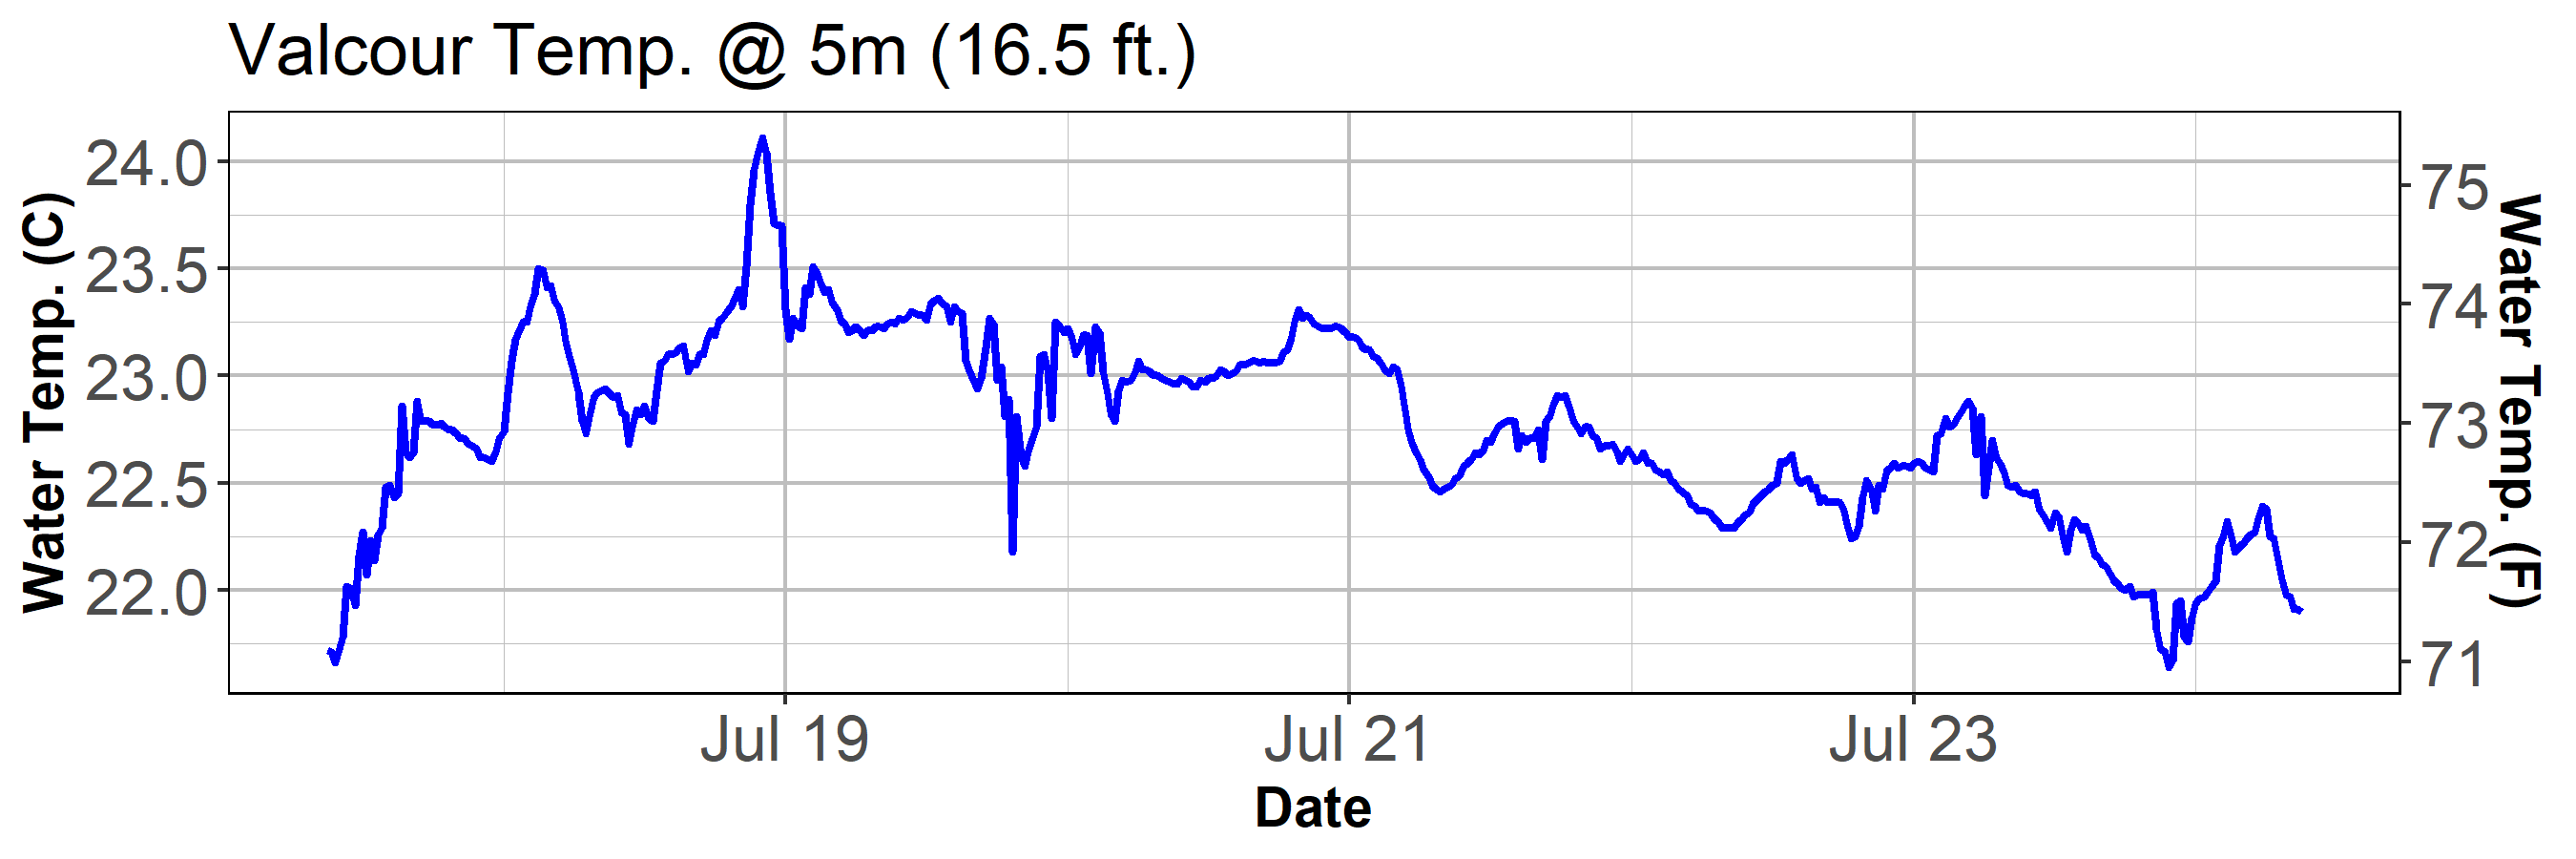 Valcour Temp. @ 5m (16.5 ft.)
Water Temp. (C)
24.0
23.5
23.0
22.5
22.0
75
74
73
72
71
Water Temp. (F)
Jul 19
Jul 21
Jul 23
Date